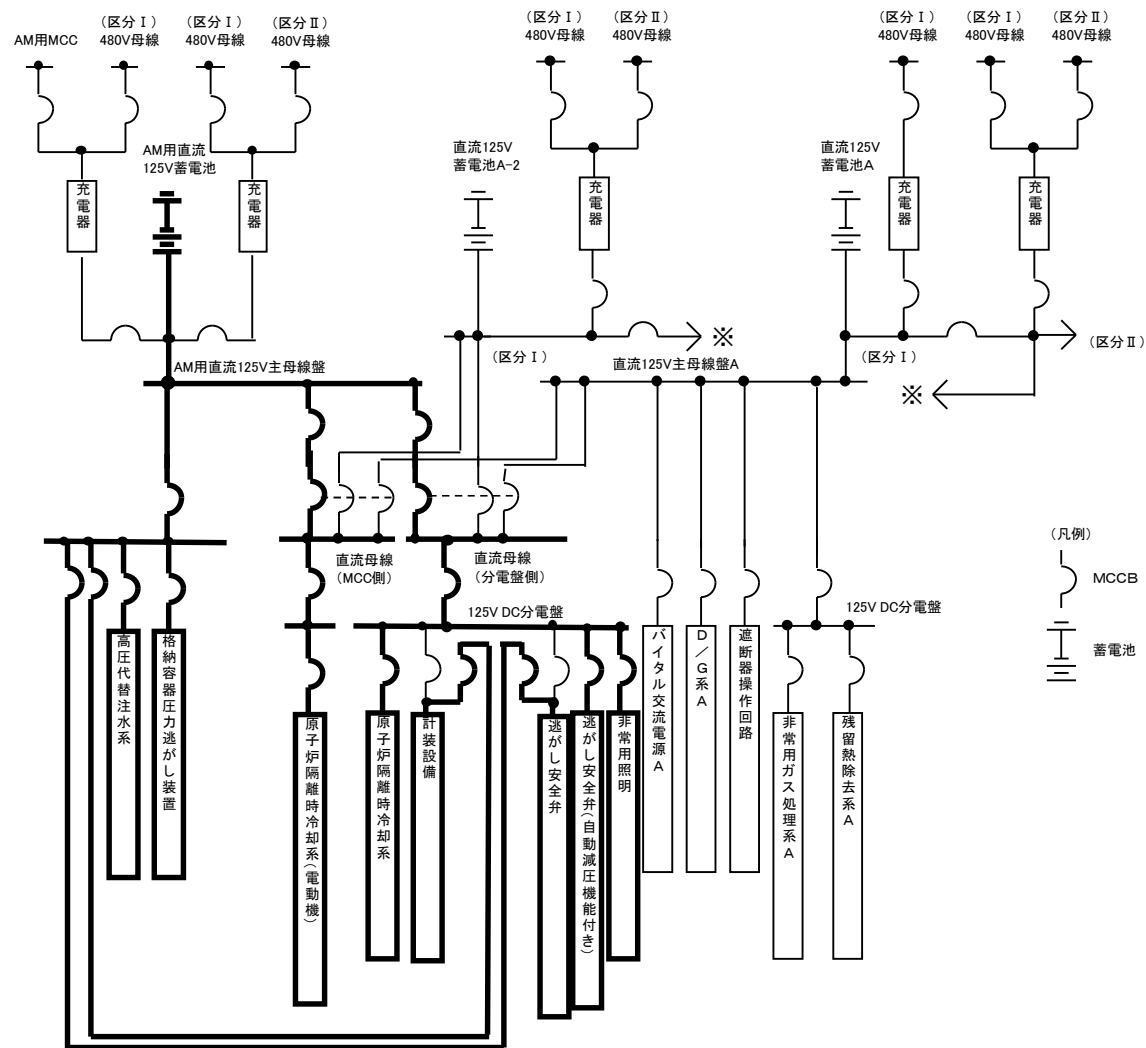 (区分Ⅰ)
(区分Ⅰ)
(区分Ⅱ)
AM用MCC
480V母線
480V母線
480V母線
(区分Ⅰ)
(区分Ⅱ)
480V母線
480V母線
(区分Ⅰ)
(区分Ⅰ)
(区分Ⅱ)
480V母線
480V母線
480V母線
AM用直流
125V蓄電池
直流125V
蓄電池A-2
直流125V
蓄電池A
充電器
充電器
充電器
充電器
充電器
※
(区分Ⅰ)
(区分Ⅰ)
(区分Ⅱ)
AM用直流125V主母線盤
直流125V主母線盤A
※
直流母線
(MCC側)
直流母線
(分電盤側)
(凡例)
MCCB
蓄電池
125V DC分電盤
125V DC分電盤
高圧代替注水系
格納容器圧力逃がし装置
原子炉隔離時冷却系(電動機)
原子炉隔離時冷却系
計装設備
逃がし安全弁
逃がし安全弁(自動減圧機能付き)
非常用照明
バイタル交流電源A
D/G系A
遮断器操作回路
非常用ガス処理系A
残留熱除去系A